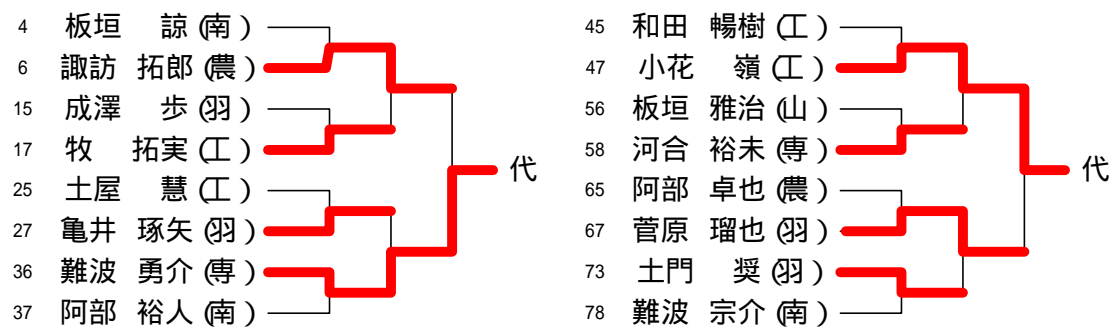 4 板垣 諒 (南)
6 諏訪 拓郎 (農)
15 成澤 歩 (羽)
17 牧 拓実 (工)
25 土屋 慧 (工)
27 亀井 琢矢 (羽)
36 難波 勇介 (専)
37 阿部 裕人 (南)
代
45 和田 暢樹 (工)
47 小花 嶺 (工)
56 板垣 雅治 (山)
58 河合 裕未 (専)
65 阿部 卓也 (農)
67 菅原 瑠也 (羽)
73 土門 奨 (羽)
78 難波 宗介 (南)
代